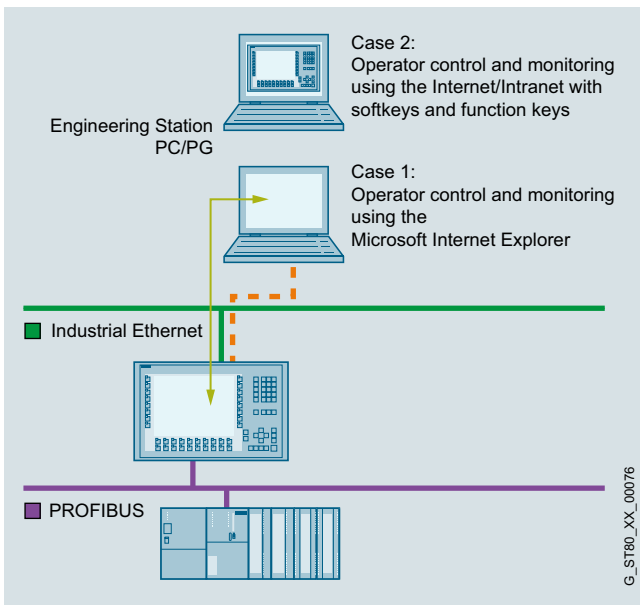 Case 2:
Operator control and monitoring
using the Internet/Intranet with
softkeys and function keys
Engineering Station
PC/PG
Case 1:
Operator control and monitoring
using the
Microsoft Internet Explorer
Industrial Ethernet
PROFIBUS
G_ST80_XX_00076